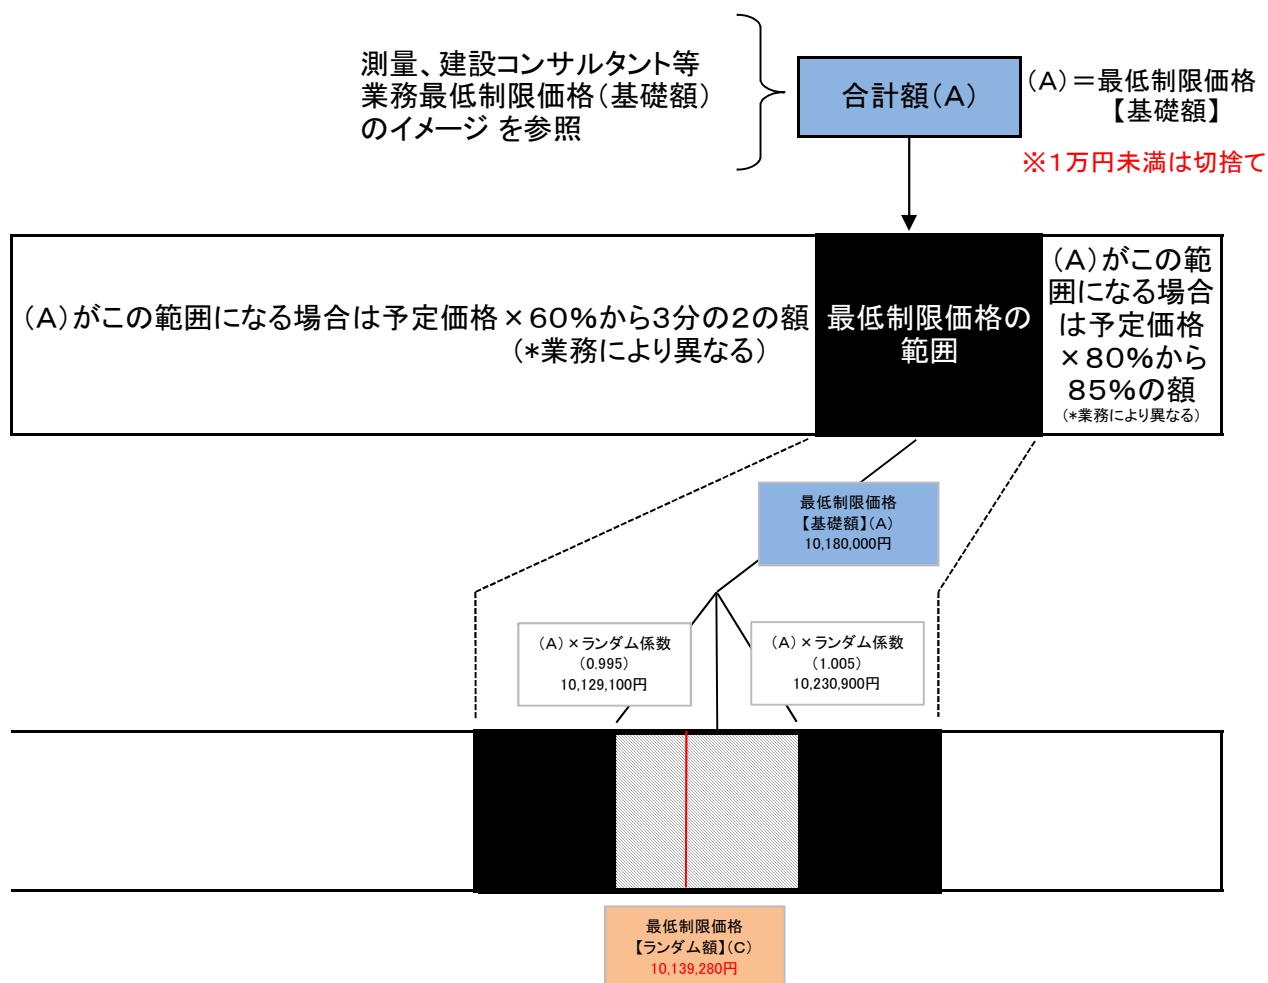 測量、建設コンサルタント等
業務最低制限価格(基礎額)
のイメージ を参照
合計額(A)
(A)=最低制限価格
【基礎額】
※1万円未満は切捨て
(A)がこの範囲になる場合は予定価格×60%から3分の2の額
(*業務により異なる)
最低制限価格の
範囲
(A)がこの範
囲になる場合
は予定価格
×80%から
85%の額
(*業務により異なる)
最低制限価格
【基礎額】(A)
10,180,000円
(A)×ランダム係数
(0.995)
10,129,100円
(A)×ランダム係数
(1.005)
10,230,900円
最低制限価格
【ランダム額】(C)
10,139,280円